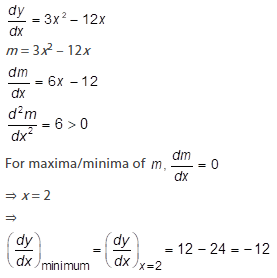 dy/dx = 3x² − 12x
m = 3x² − 12x
dm/dx = 6x − 12
d²m/dx² = 6 > 0
For maxima/minima of m, dm/dx = 0
⇒ x = 2
⇒
(dy/dx)minimum = (dy/dx)x=2 = 12 − 24 = −12